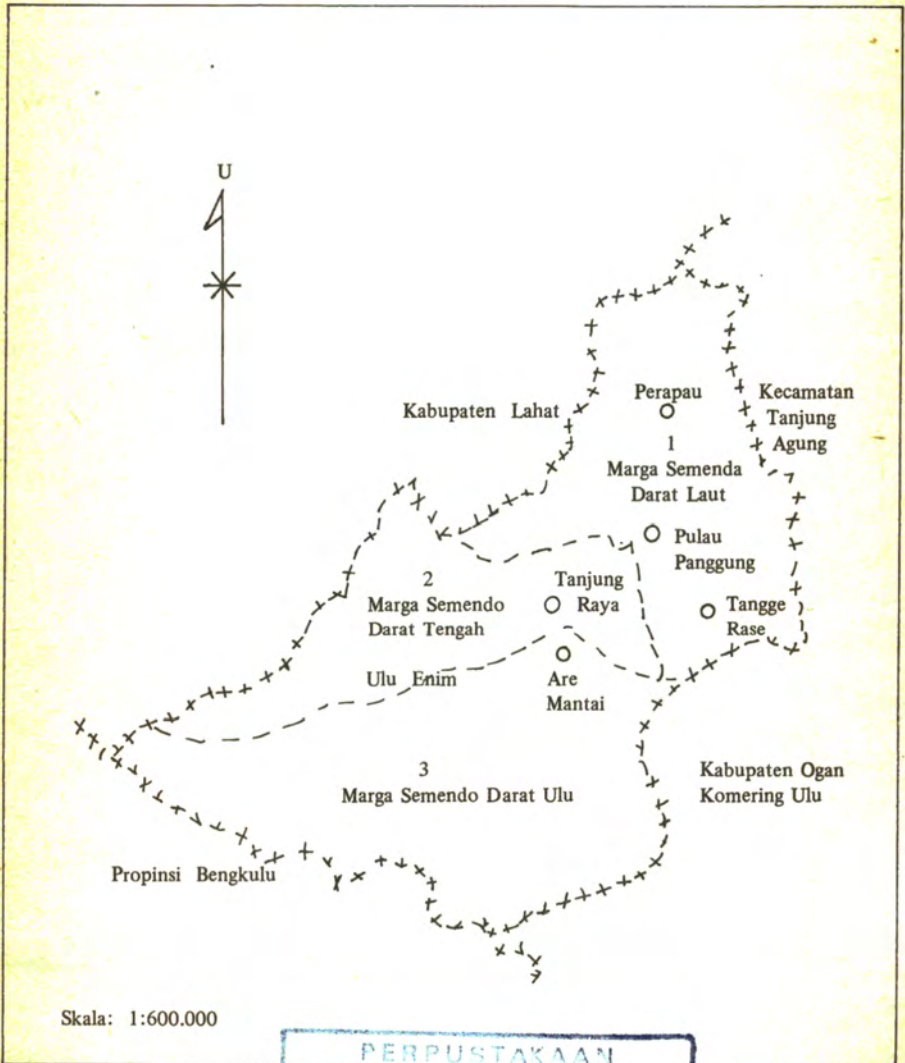 U
Perapau
Kecamatan
Tanjung
Agung
Kabupaten Lahat
1
Marga Semenda
Darat Laut
Pulau
Panggung
2
Marga Semendo
Darat Tengah
Tanjung
Raya
Tangge
Rase
Ulu Enim
Are
Mantai
3
Marga Semendo Darat Ulu
Kabupaten Ogan
Komering Ulu
Propinsi Bengkulu
Skala: 1:600.000
PERPUSTAKAAN